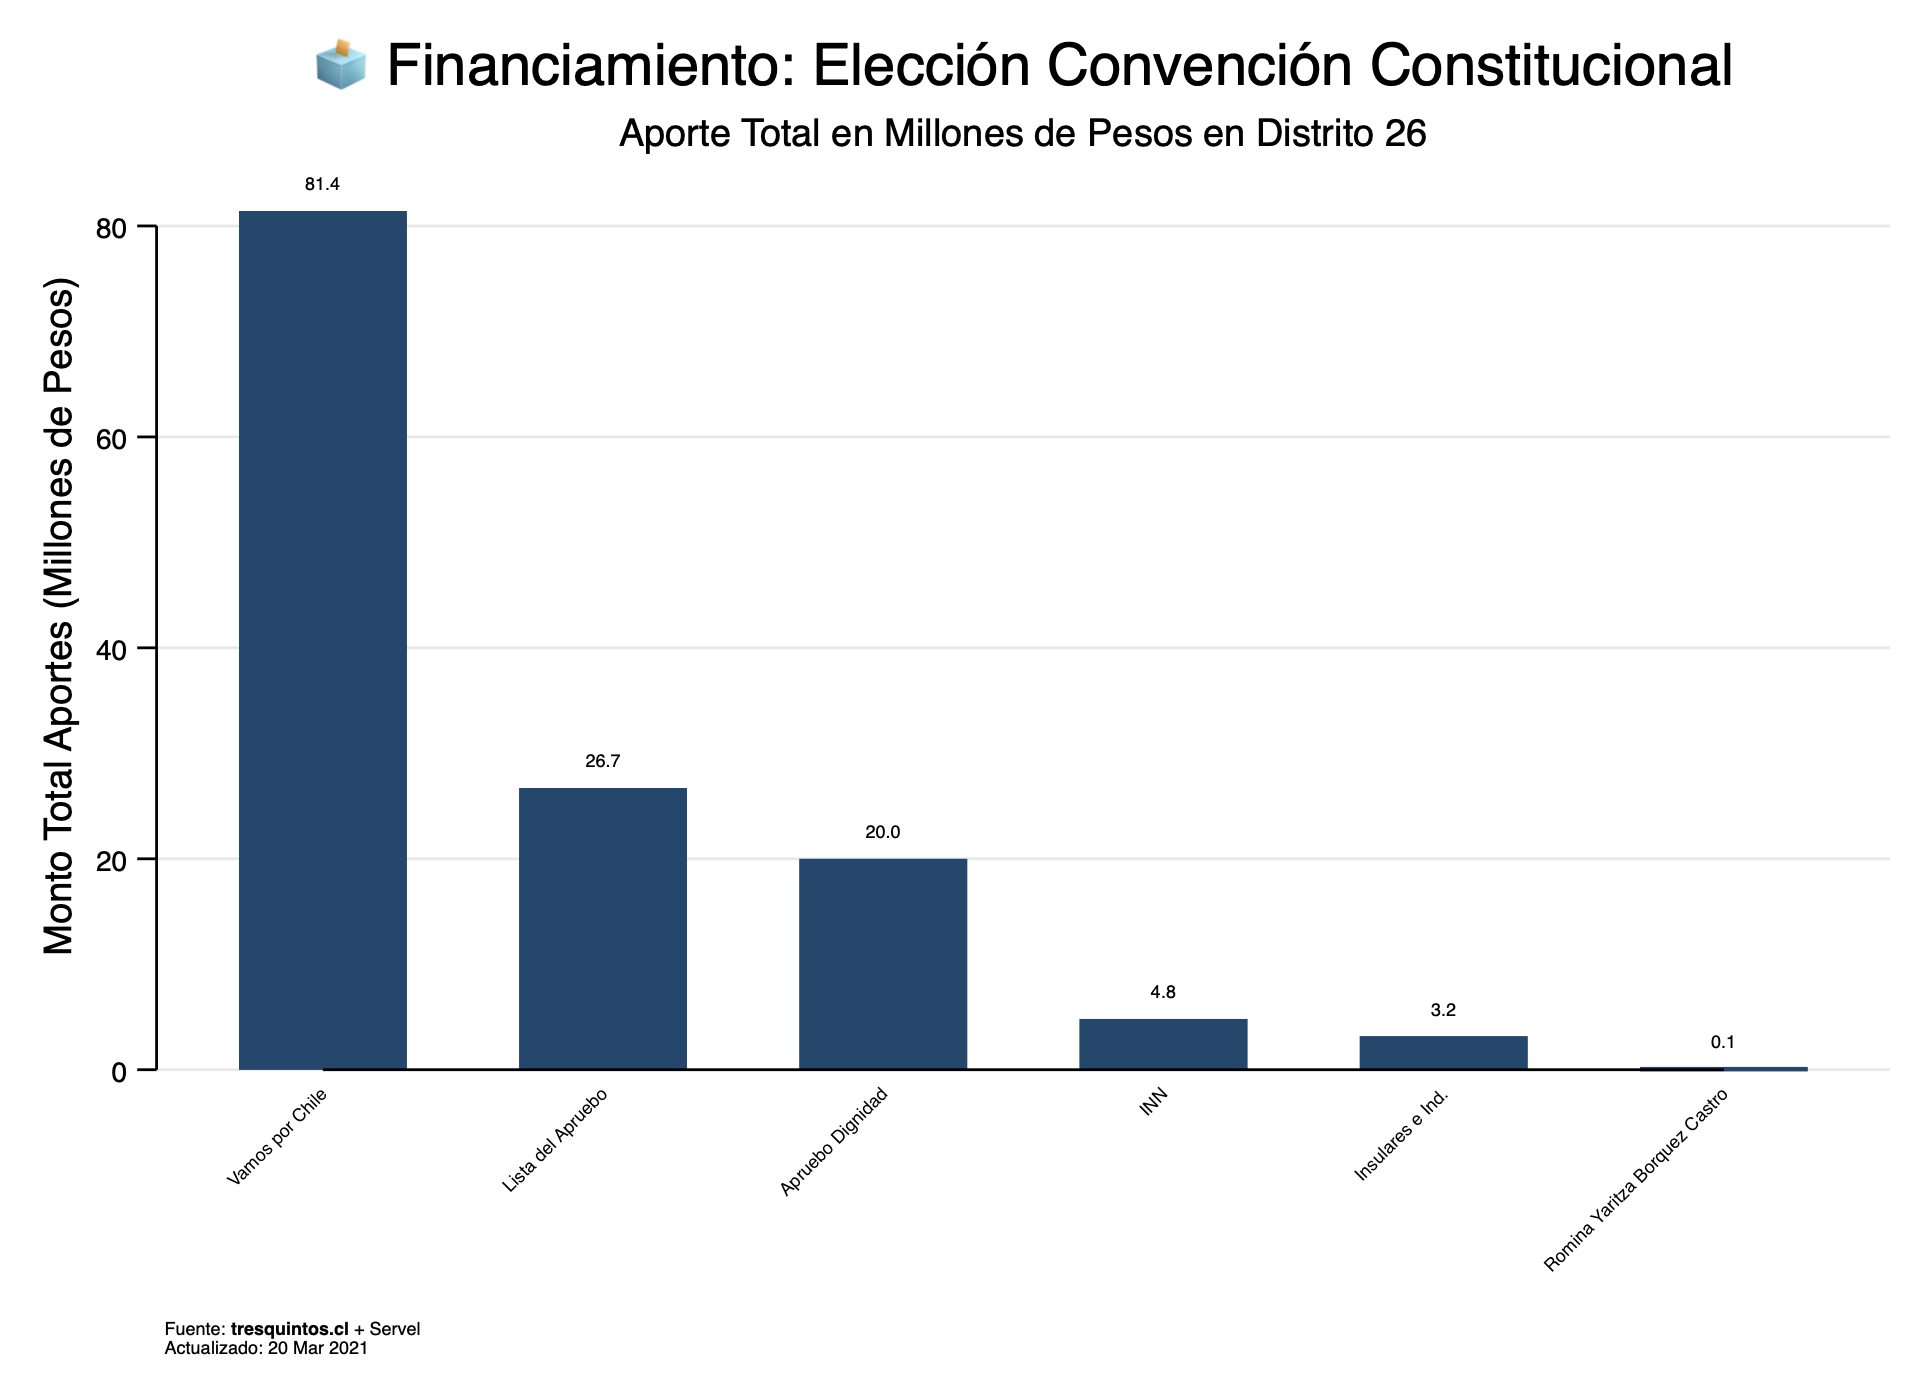 Financiamiento: Elección Convención Constitucional
Aporte Total en Millones de Pesos en Distrito 26
Monto Total Aportes (Millones de Pesos)
80
60
40
20
0
81.4
26.7
20.0
4.8
3.2
0.1
Vamos por Chile
Lista del Apruebo
Apruebo Dignidad
INN
Insulares e Ind.
Romina Yaritza Borquez Castro
Fuente: tresquintos.cl + Servel
Actualizado: 20 Mar 2021